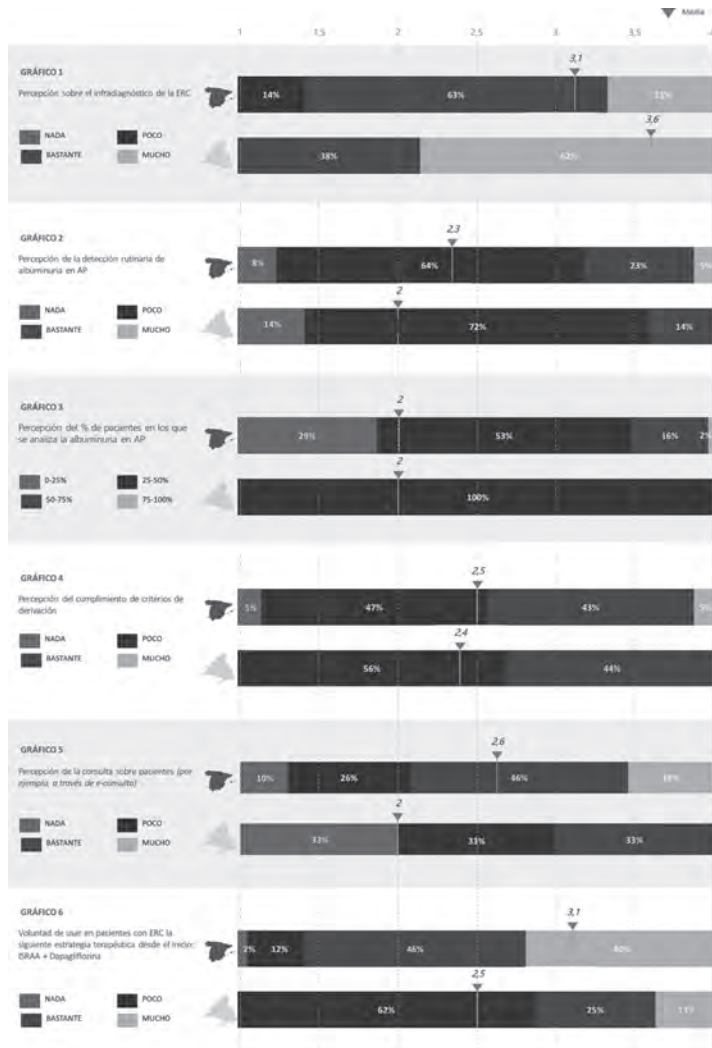 Media
1 1,5 2 2,5 3 3,5 4
GRÁFICO 1
Percepción sobre el infradiagnóstico de la ERC
3,1
14% 63%
NADA POCO
BASTANTE MUCHO
3,6
38% 62%
GRÁFICO 2
Percepción de la detección rutinaria de
albuminuria en AP
2,3
8% 64% 23% 5%
NADA POCO
BASTANTE MUCHO
2
14% 72% 14%
GRÁFICO 3
Percepción del % de pacientes en los que
se analiza la albuminuria en AP
2
29% 53% 16% 2%
0-25% 25-50%
50-75% 75-100%
2
100%
GRÁFICO 4
Percepción del cumplimiento de criterios de
derivación
2,5
5% 47% 43% 5%
NADA POCO
BASTANTE MUCHO
2,4
56% 44%
GRÁFICO 5
Percepción de la consulta sobre pacientes (por
ejemplo, a través de e-consulta)
2,6
10% 26% 46% 18%
NADA POCO
BASTANTE MUCHO
2
33% 33% 33%
GRÁFICO 6
Voluntad de usar en pacientes con ERC la
siguiente estrategia terapéutica desde el inicio:
ISRAA + Dapagliflozina
3,1
2% 12% 46% 40%
NADA POCO
BASTANTE MUCHO
2,5
62% 25% 13%